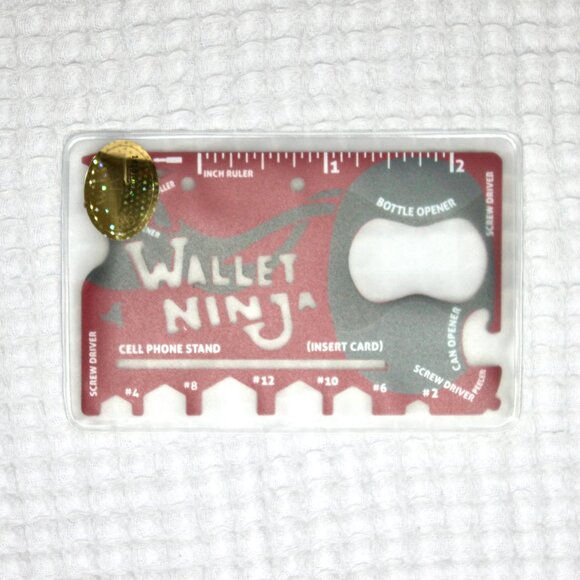 INCH RULER
1
2
BOTTLE OPENER
SCREW DRIVER
WALLET
NINJA
CELL PHONE STAND
(INSERT CARD)
SCREW DRIVER
CAN OPENER
SCREW DRIVER
PEELER
#4
#8
#12
#10
#6
#2